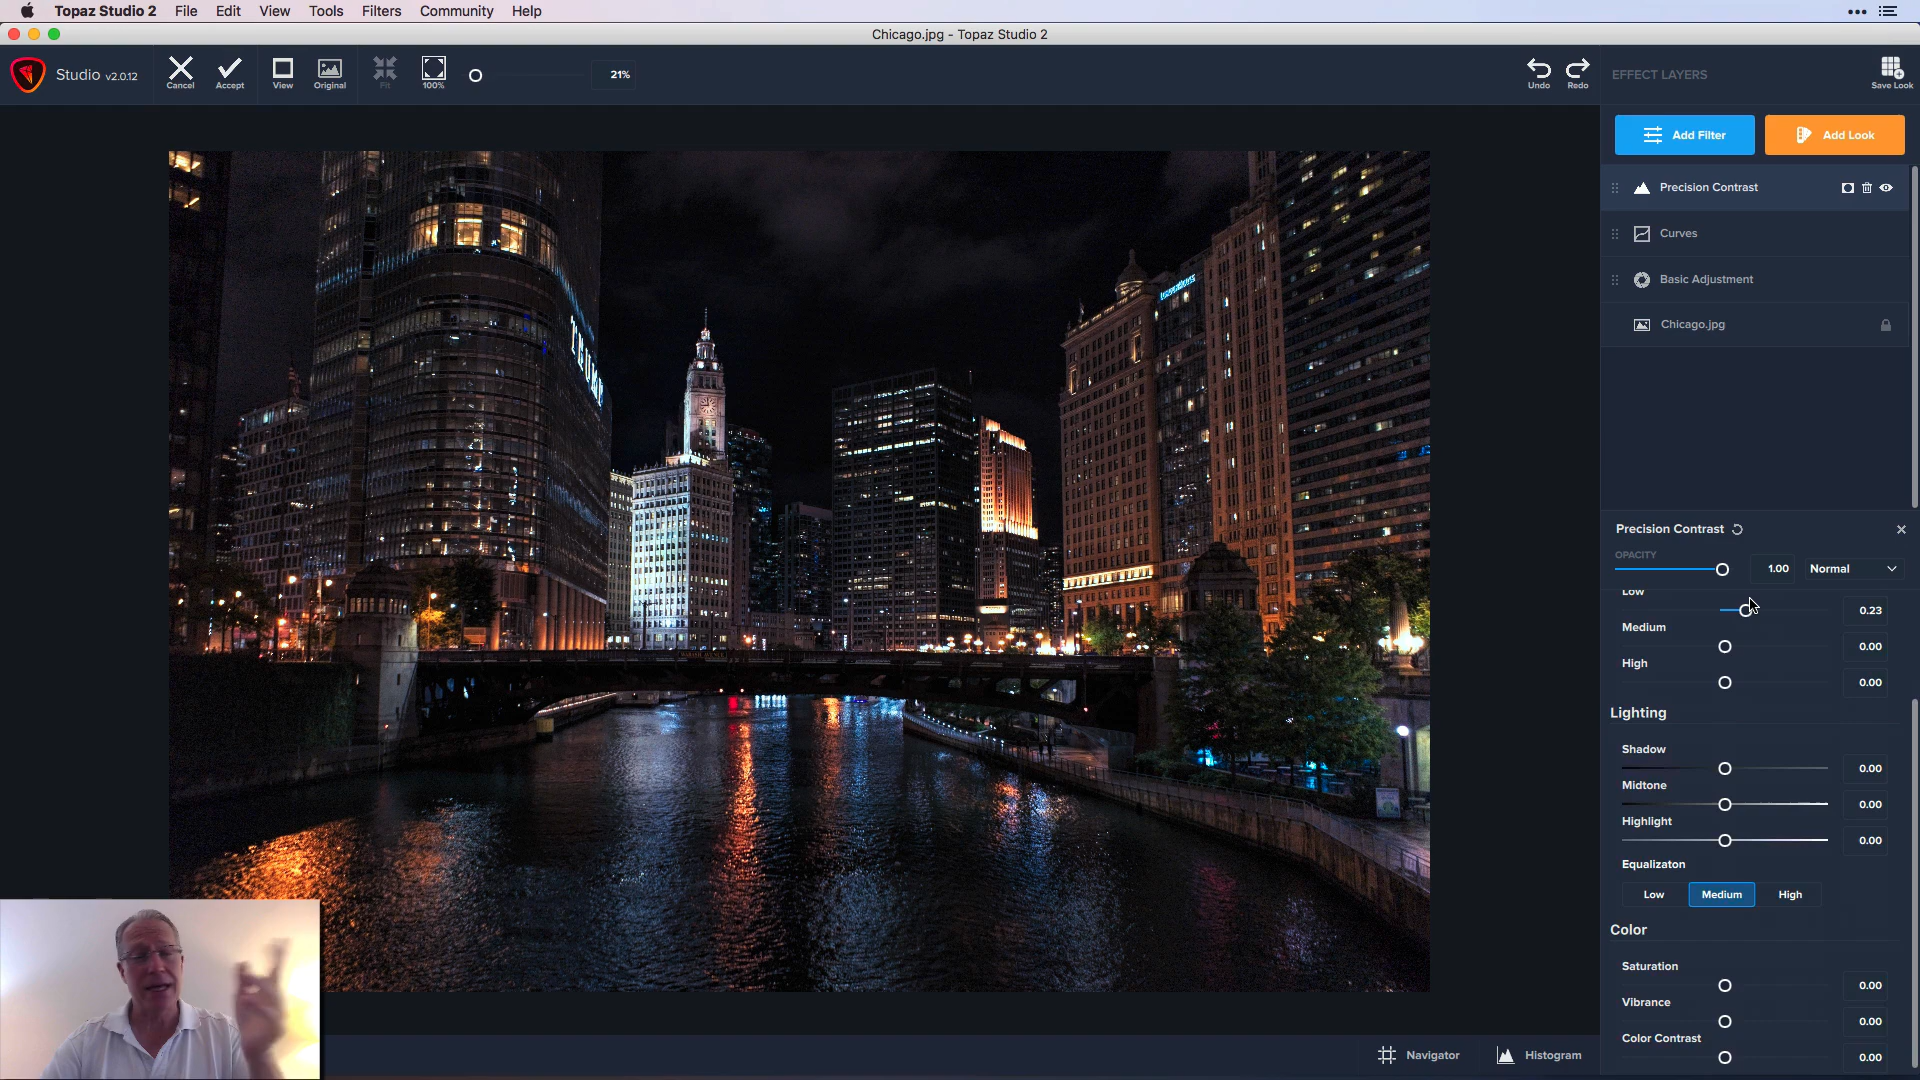 Topaz Studio 2 File Edit View Tools Filters Community Help
Chicago.jpg - Topaz Studio 2
Studio v2.0.12
Cancel
Accept
View
Original
Fit
100%
21%
Undo
Redo
EFFECT LAYERS
Save Look
Add Filter
Add Look
Precision Contrast
Curves
Basic Adjustment
Chicago.jpg
TRUMP
Precision Contrast
OPACITY
1.00
Normal
Low
0.23
Medium
0.00
High
0.00
Lighting
Shadow
0.00
Midtone
0.00
Highlight
0.00
Equalizaton
Low Medium High
Color
Saturation
0.00
Vibrance
0.00
Color Contrast
0.00
Navigator
Histogram